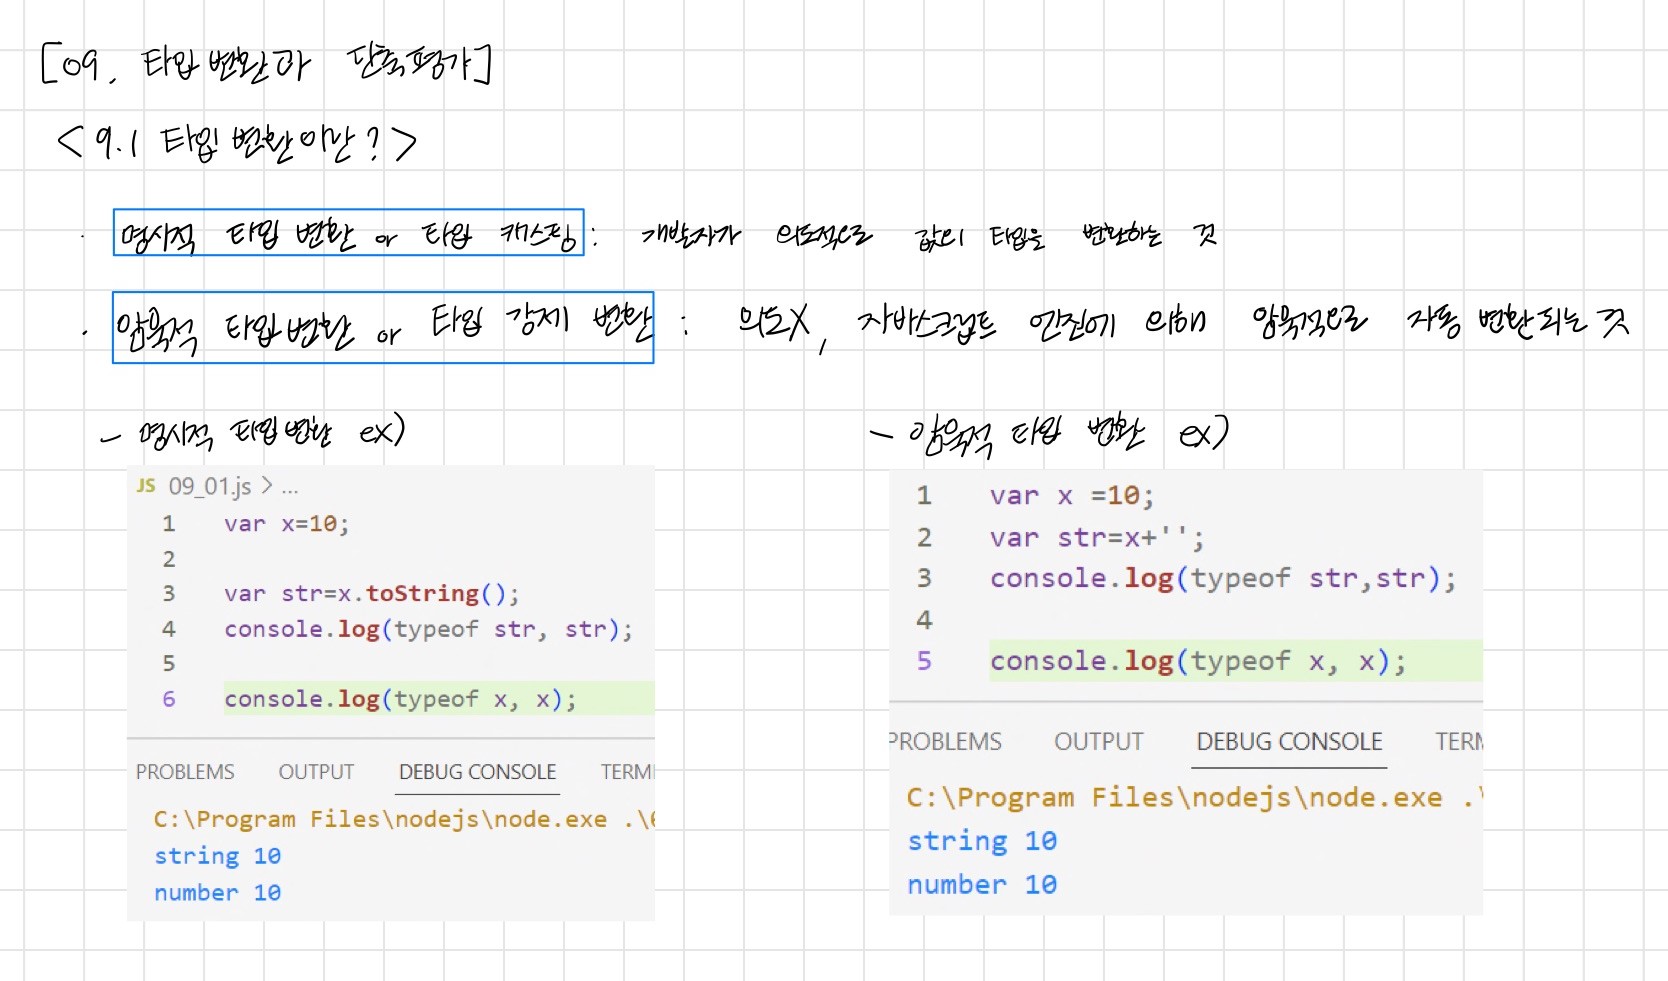 [09. 타입 변환과 단축 평가]
<9.1 타입 변환이란?>
· 명시적 타입 변환 or 타입 캐스팅 : 개발자가 의도적으로 값의 타입을 변환하는 것
· 암묵적 타입 변환 or 타입 강제 변환 : 의도X, 자바스크립트 엔진에 의해 암묵적으로 자동 변환되는 것
- 명시적 타입 변환 ex)
JS 09_01.js > ...
1 var x=10;
2
3 var str=x.toString();
4 console.log(typeof str, str);
5
6 console.log(typeof x, x);
PROBLEMS OUTPUT DEBUG CONSOLE TERMI
C:\Program Files\nodejs\node.exe .\
string 10
number 10
- 암묵적 타입 변환 ex)
1 var x =10;
2 var str=x+'';
3 console.log(typeof str,str);
4
5 console.log(typeof x, x);
PROBLEMS OUTPUT DEBUG CONSOLE TERM
C:\Program Files\nodejs\node.exe .\
string 10
number 10